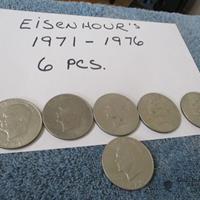 EISENHOUR'S
1971 - 1976
6 PCS.